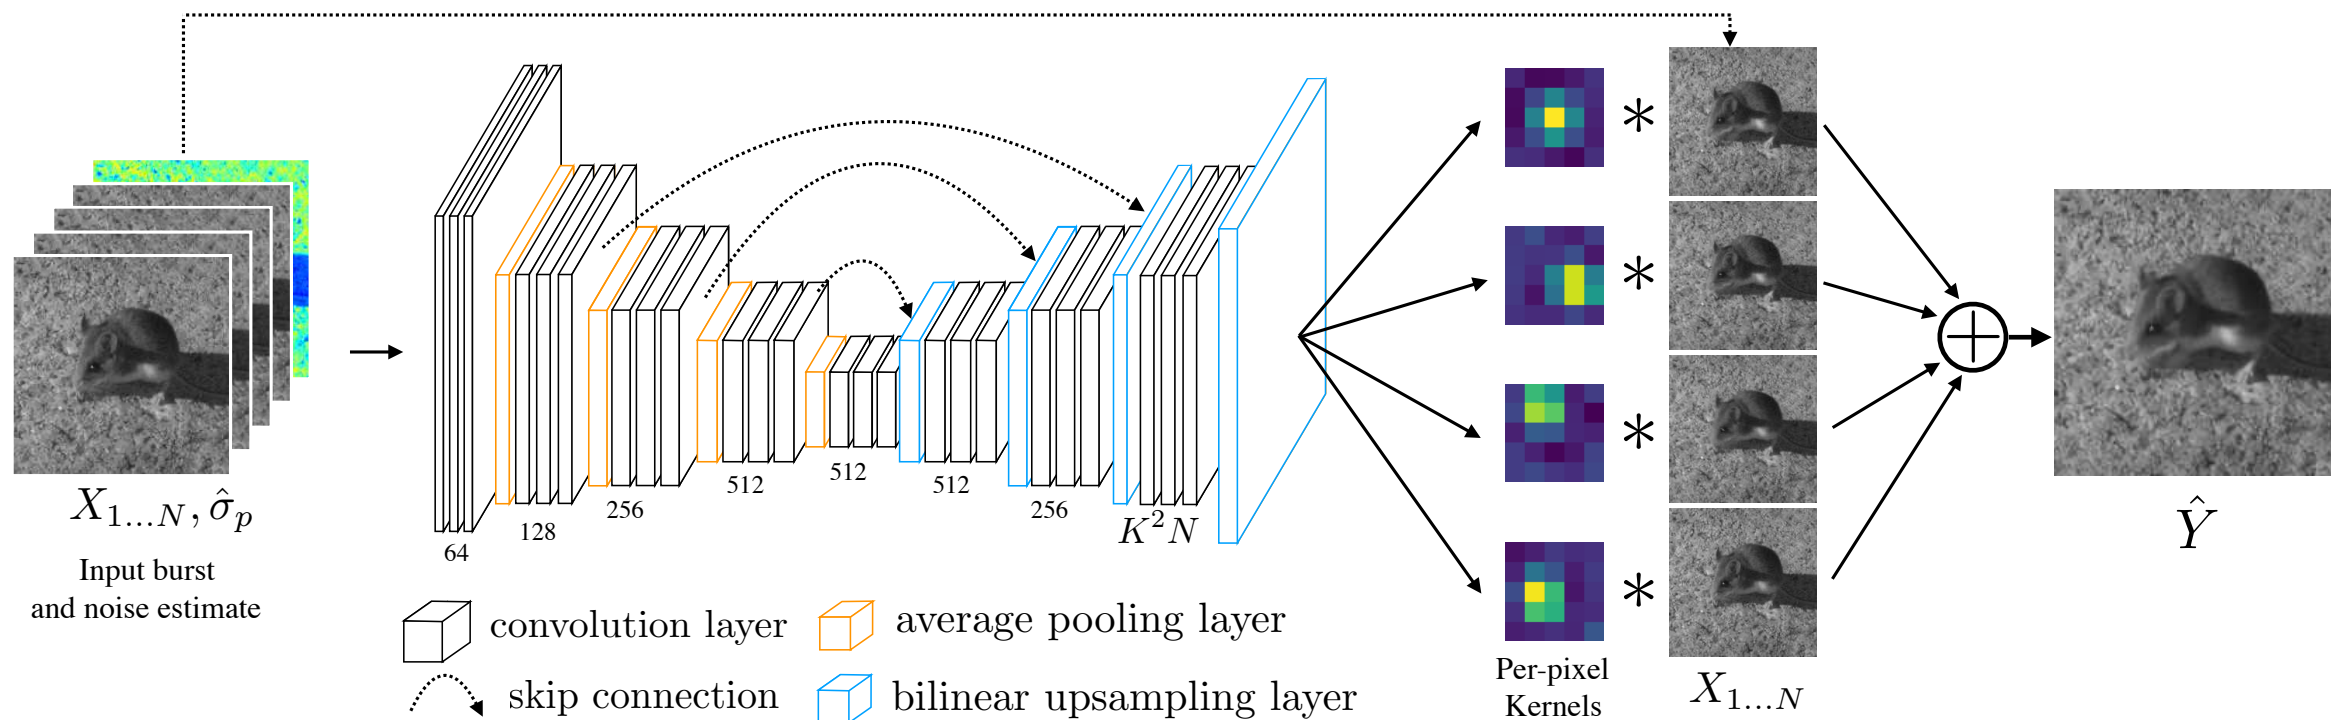 X₁…N, σ̂ₚ
Input burst
and noise estimate
64
128
256
512
512
512
256
K²N
convolution layer
average pooling layer
skip connection
bilinear upsampling layer
*
*
*
*
Per-pixel
Kernels
X₁…N
+
Ŷ